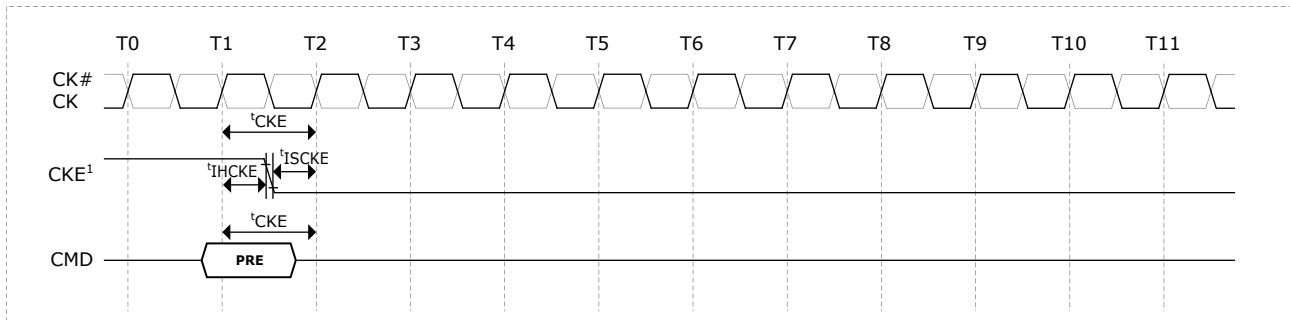 T0 T1 T2 T3 T4 T5 T6 T7 T8 T9 T10 T11
CK#
CK
tCKE
tISCKE
CKE1
tIHCKE
tCKE
CMD
PRE